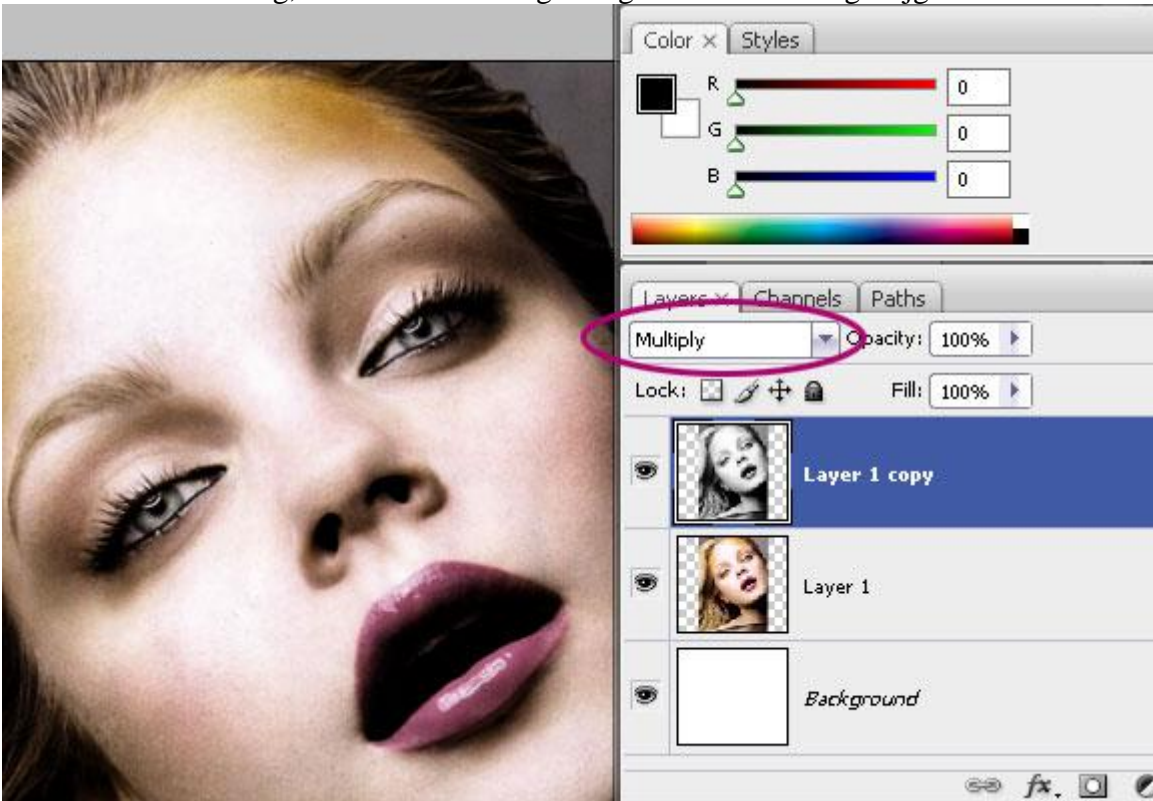 Color × Styles
R 0
G 0
B 0
Layers × Channels Paths
Multiply Opacity: 100%
Lock: Fill: 100%
Layer 1 copy
Layer 1
Background
fx.